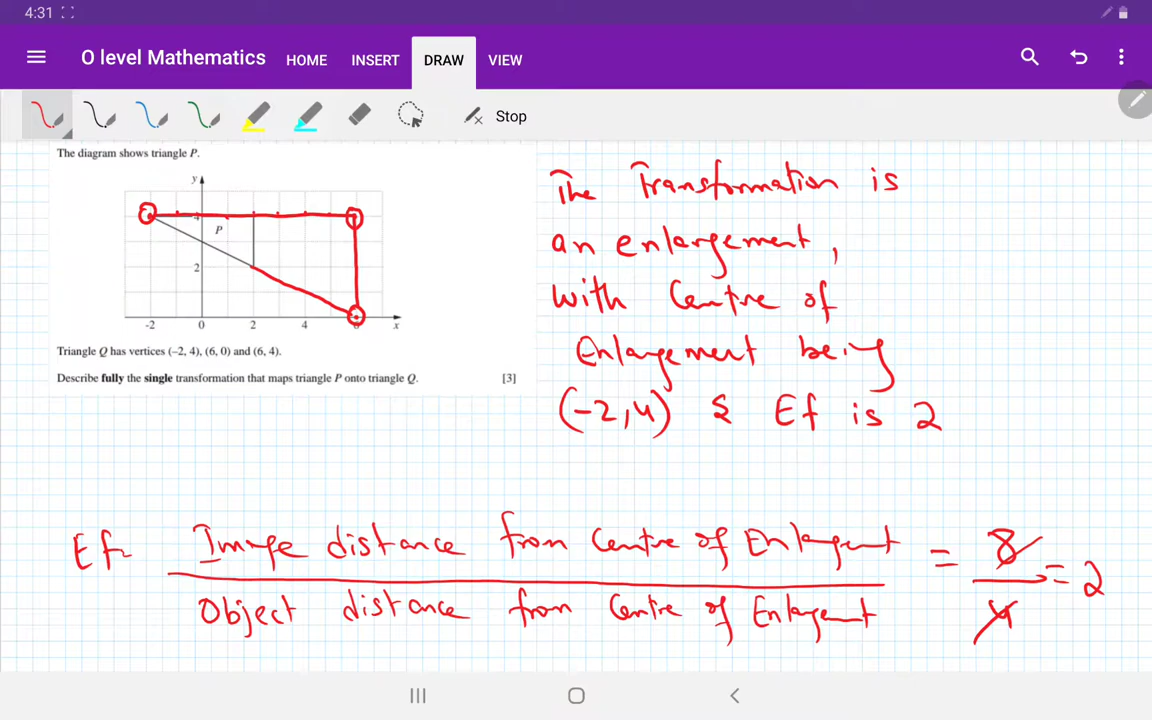 4:31
O level Mathematics HOME INSERT DRAW VIEW
Stop
The diagram shows triangle P.
y
4
P
2
-2 0 2 4 6 x
Triangle Q has vertices (–2, 4), (6, 0) and (6, 4).
Describe fully the single transformation that maps triangle P onto triangle Q. [3]
The Transformation is
an enlargement,
with Centre of
Enlargement being
(-2,4) & Ef is 2
Ef= Image distance from Centre of Enlargent = 8 = 2
Object distance from Centre of Enlargent 4